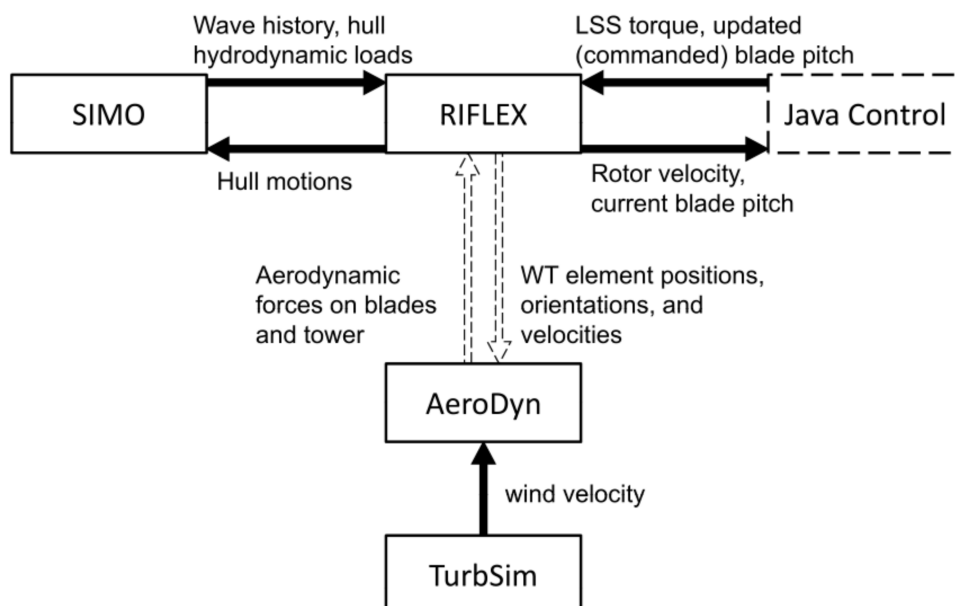 Wave history, hull
hydrodynamic loads
LSS torque, updated
(commanded) blade pitch
SIMO
RIFLEX
Java Control
Hull motions
Rotor velocity,
current blade pitch
Aerodynamic
forces on blades
and tower
WT element positions,
orientations, and
velocities
AeroDyn
wind velocity
TurbSim